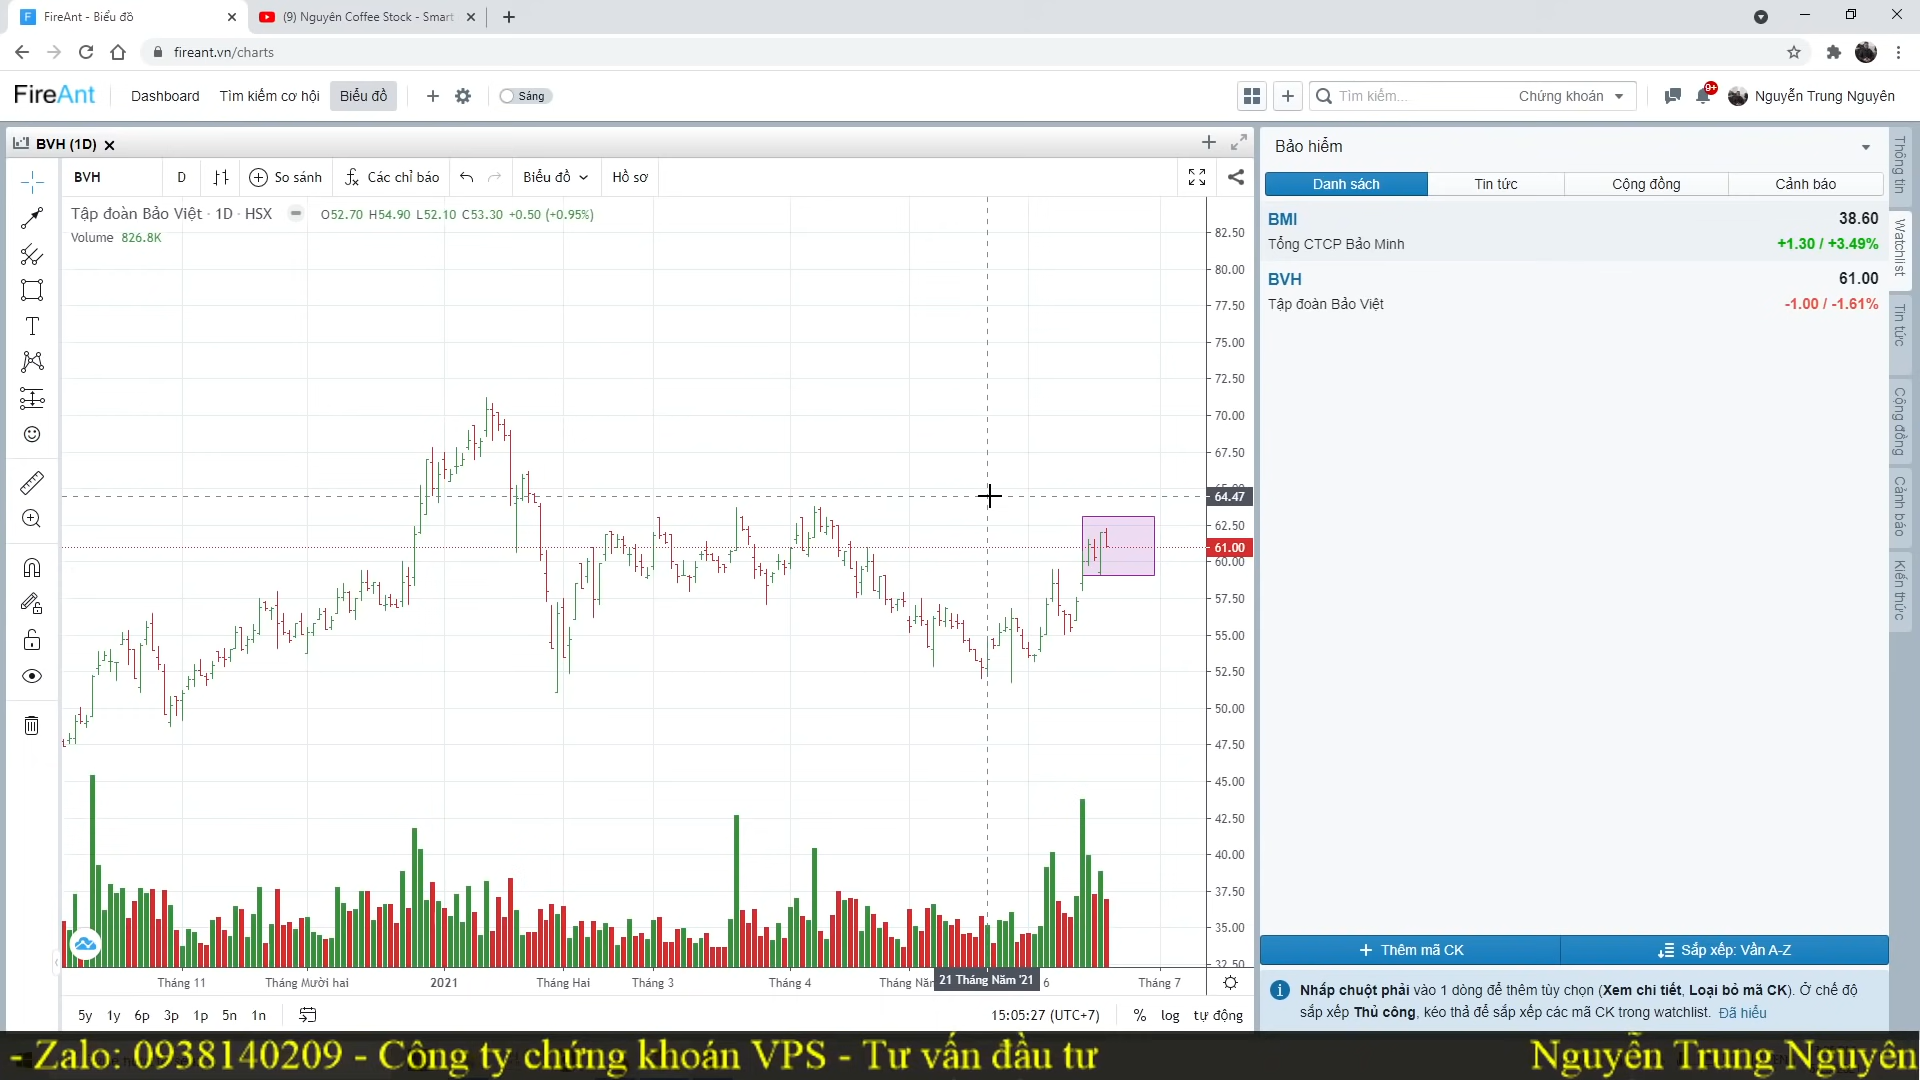 FireAnt - Biểu đồ
(9) Nguyên Coffee Stock - Smart
fireant.vn/charts
FireAnt
Dashboard
Tìm kiếm cơ hội
Biểu đồ
Sáng
Tìm kiếm...
Chứng khoán
9+
Nguyễn Trung Nguyên
BVH (1D)
BVH
D
So sánh
Các chỉ báo
Biểu đồ
Hồ sơ
Tập đoàn Bảo Việt · 1D · HSX
O52.70 H54.90 L52.10 C53.30 +0.50 (+0.95%)
Volume 826.8K
82.50
80.00
77.50
75.00
72.50
70.00
67.50
64.47
62.50
61.00
60.00
57.50
55.00
52.50
50.00
47.50
45.00
42.50
40.00
37.50
35.00
32.50
Tháng 11
Tháng Mười hai
2021
Tháng Hai
Tháng 3
Tháng 4
21 Tháng Năm '21
6
Tháng 7
5y
1y
6p
3p
1p
5n
1n
15:05:27 (UTC+7)
%
log
tự động
Bảo hiểm
Danh sách
Tin tức
Cộng đồng
Cảnh báo
BMI
38.60
Tổng CTCP Bảo Minh
+1.30 / +3.49%
BVH
61.00
Tập đoàn Bảo Việt
-1.00 / -1.61%
Thêm mã CK
Sắp xếp: Vần A-Z
Nhấp chuột phải vào 1 dòng để thêm tùy chọn (Xem chi tiết, Loại bỏ mã CK). Ở chế độ
sắp xếp Thủ công, kéo thả để sắp xếp các mã CK trong watchlist. Đã hiểu
Thông tin
Watchlist
Tin tức
Cộng đồng
Cảnh báo
Kiến thức
- Zalo: 0938140209 - Công ty chứng khoán VPS - Tư vấn đầu tư
Nguyễn Trung Nguyên